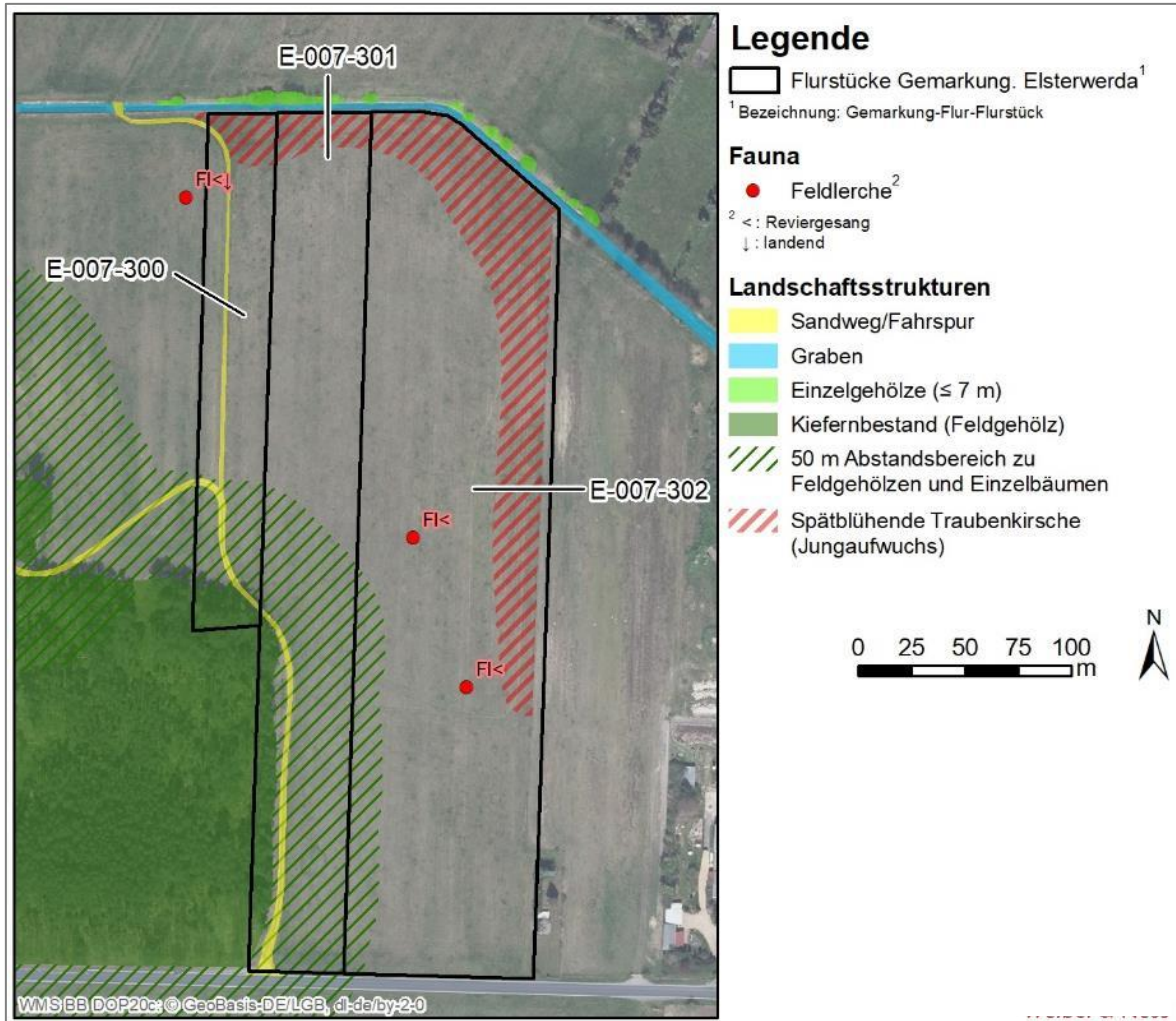 E-007-301
Fl<↓
E-007-300
Fl<
E-007-302
Fl<
WMS BB DOP20c: © GeoBasis-DE/LGB, dl-de/by-2-0
Legende
Flurstücke Gemarkung. Elsterwerda¹
¹ Bezeichnung: Gemarkung-Flur-Flurstück
Fauna
Feldlerche²
² < : Reviergesang
↓ : landend
Landschaftsstrukturen
Sandweg/Fahrspur
Graben
Einzelgehölze (≤ 7 m)
Kiefernbestand (Feldgehölz)
50 m Abstandsbereich zu
Feldgehölzen und Einzelbäumen
Spätblühende Traubenkirsche
(Jungaufwuchs)
N
0 25 50 75 100
m